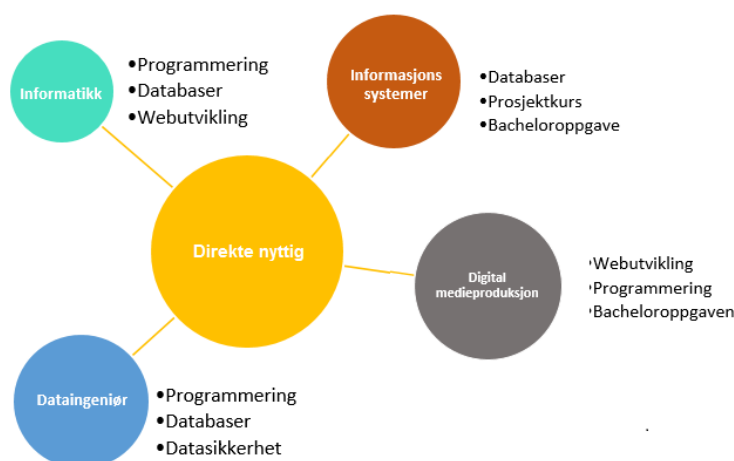 Informatikk
•Programmering
•Databaser
•Webutvikling
Informasjons
systemer
•Databaser
•Prosjektkurs
•Bacheloroppgave
Direkte nyttig
Digital
medieproduksjon
•Webutvikling
•Programmering
•Bacheloroppgaven
Dataingeniør
•Programmering
•Databaser
•Datasikkerhet
.